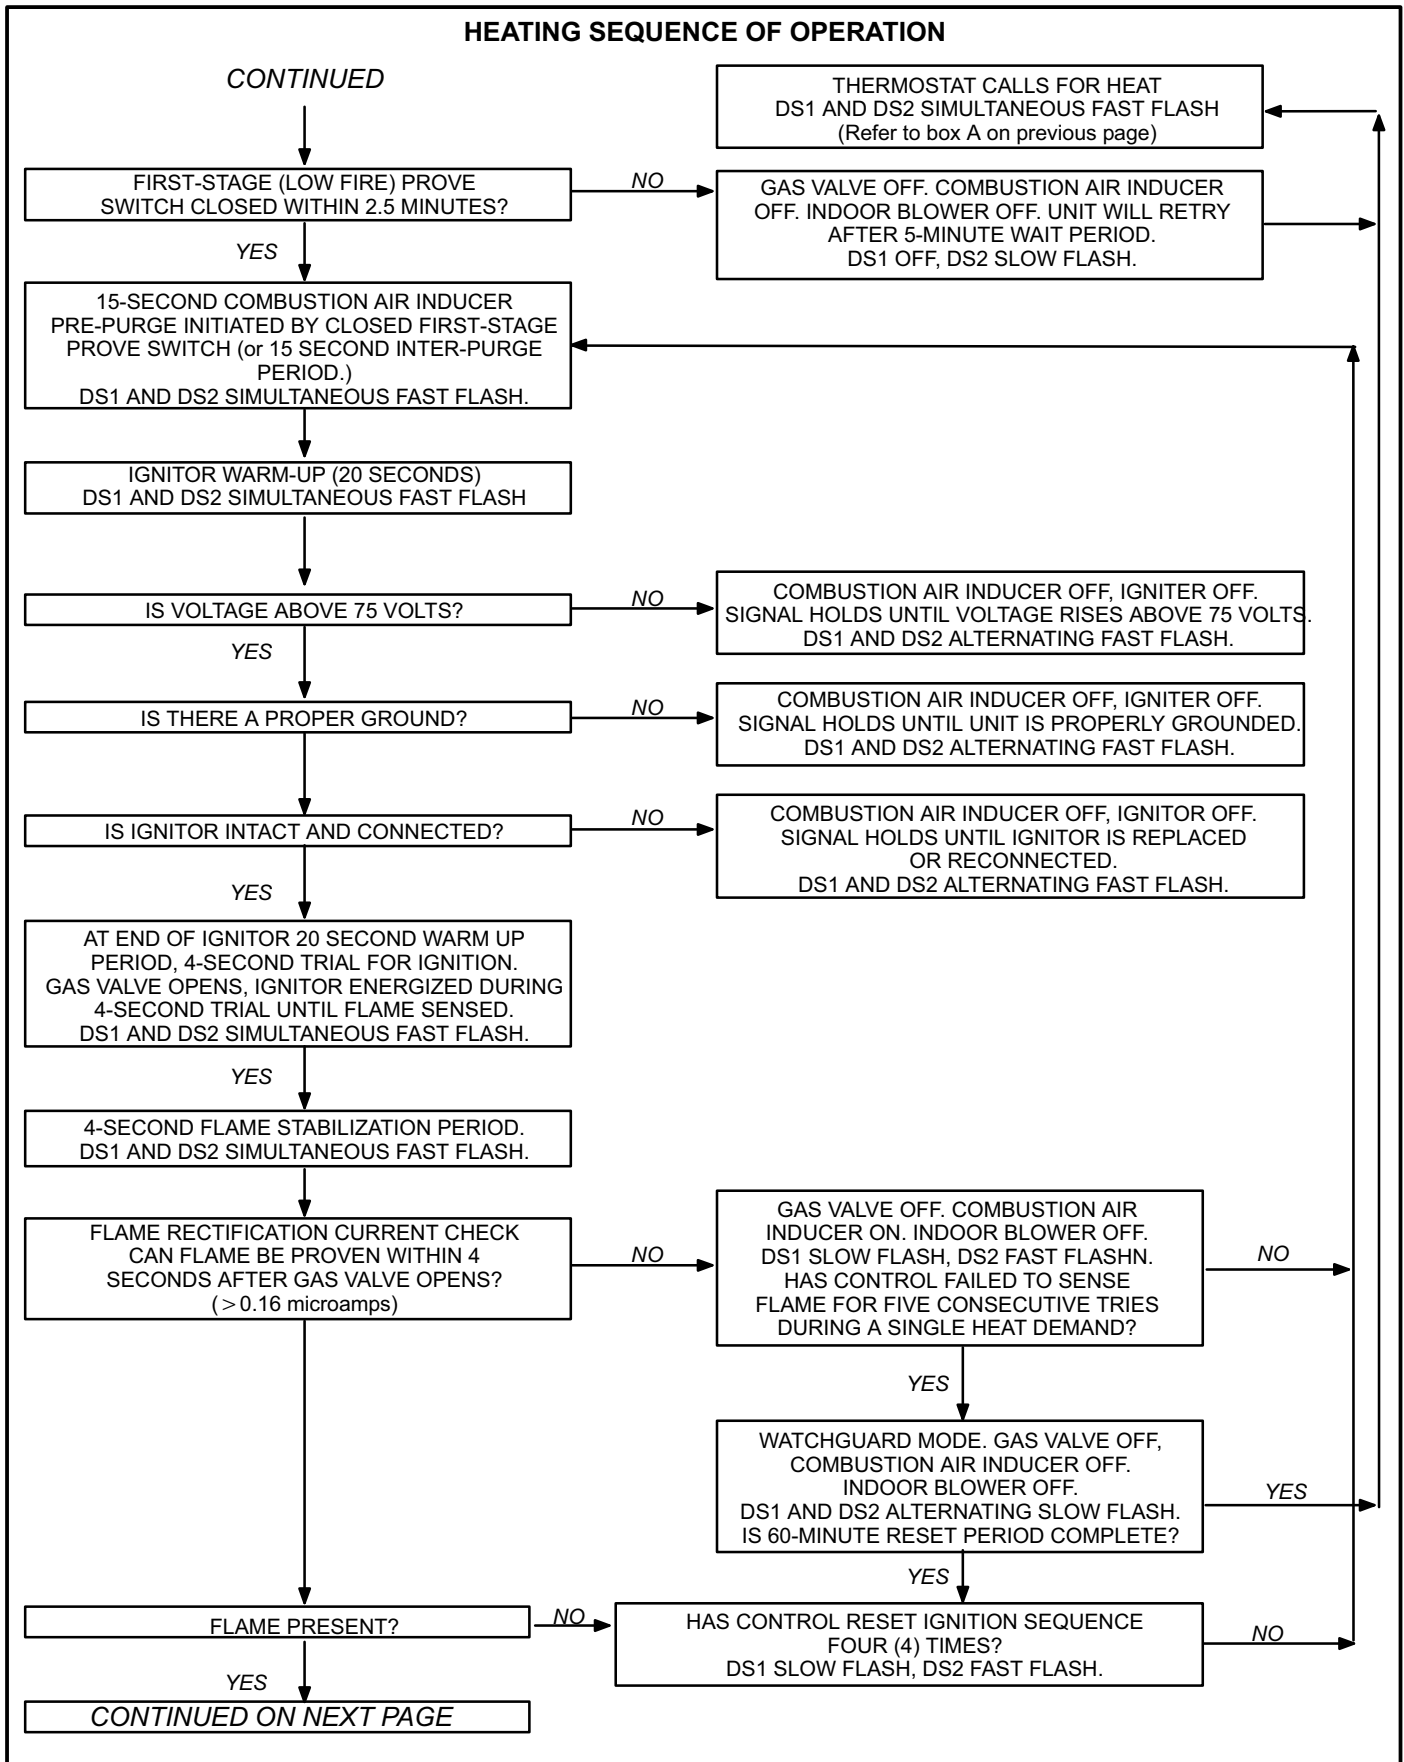 HEATING SEQUENCE OF OPERATION
CONTINUED
THERMOSTAT CALLS FOR HEAT
DS1 AND DS2 SIMULTANEOUS FAST FLASH
(Refer to box A on previous page)
FIRST-STAGE (LOW FIRE) PROVE
SWITCH CLOSED WITHIN 2.5 MINUTES?
NO
GAS VALVE OFF. COMBUSTION AIR INDUCER
OFF. INDOOR BLOWER OFF. UNIT WILL RETRY
AFTER 5-MINUTE WAIT PERIOD.
DS1 OFF, DS2 SLOW FLASH.
YES
15-SECOND COMBUSTION AIR INDUCER
PRE-PURGE INITIATED BY CLOSED FIRST-STAGE
PROVE SWITCH (or 15 SECOND INTER-PURGE
PERIOD.)
DS1 AND DS2 SIMULTANEOUS FAST FLASH.
IGNITOR WARM-UP (20 SECONDS)
DS1 AND DS2 SIMULTANEOUS FAST FLASH
IS VOLTAGE ABOVE 75 VOLTS?
NO
COMBUSTION AIR INDUCER OFF, IGNITER OFF.
SIGNAL HOLDS UNTIL VOLTAGE RISES ABOVE 75 VOLTS.
DS1 AND DS2 ALTERNATING FAST FLASH.
YES
IS THERE A PROPER GROUND?
NO
COMBUSTION AIR INDUCER OFF, IGNITER OFF.
SIGNAL HOLDS UNTIL UNIT IS PROPERLY GROUNDED.
DS1 AND DS2 ALTERNATING FAST FLASH.
IS IGNITOR INTACT AND CONNECTED?
NO
COMBUSTION AIR INDUCER OFF, IGNITOR OFF.
SIGNAL HOLDS UNTIL IGNITOR IS REPLACED
OR RECONNECTED.
DS1 AND DS2 ALTERNATING FAST FLASH.
YES
AT END OF IGNITOR 20 SECOND WARM UP
PERIOD, 4-SECOND TRIAL FOR IGNITION.
GAS VALVE OPENS, IGNITOR ENERGIZED DURING
4-SECOND TRIAL UNTIL FLAME SENSED.
DS1 AND DS2 SIMULTANEOUS FAST FLASH.
YES
4-SECOND FLAME STABILIZATION PERIOD.
DS1 AND DS2 SIMULTANEOUS FAST FLASH.
FLAME RECTIFICATION CURRENT CHECK
CAN FLAME BE PROVEN WITHIN 4
SECONDS AFTER GAS VALVE OPENS?
(>0.16 microamps)
NO
GAS VALVE OFF. COMBUSTION AIR
INDUCER ON. INDOOR BLOWER OFF.
DS1 SLOW FLASH, DS2 FAST FLASHN.
HAS CONTROL FAILED TO SENSE
FLAME FOR FIVE CONSECUTIVE TRIES
DURING A SINGLE HEAT DEMAND?
NO
YES
WATCHGUARD MODE. GAS VALVE OFF,
COMBUSTION AIR INDUCER OFF.
INDOOR BLOWER OFF.
DS1 AND DS2 ALTERNATING SLOW FLASH.
IS 60-MINUTE RESET PERIOD COMPLETE?
YES
YES
FLAME PRESENT?
NO
HAS CONTROL RESET IGNITION SEQUENCE
FOUR (4) TIMES?
DS1 SLOW FLASH, DS2 FAST FLASH.
NO
YES
CONTINUED ON NEXT PAGE